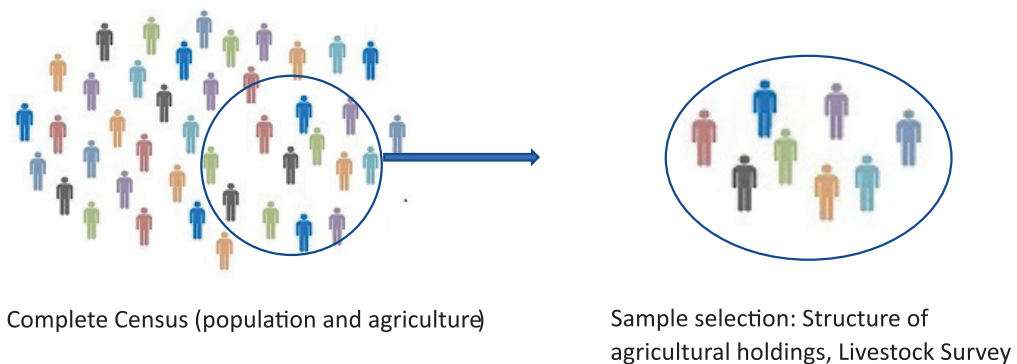 Complete Census (population and agriculture)
Sample selection: Structure of
agricultural holdings, Livestock Survey